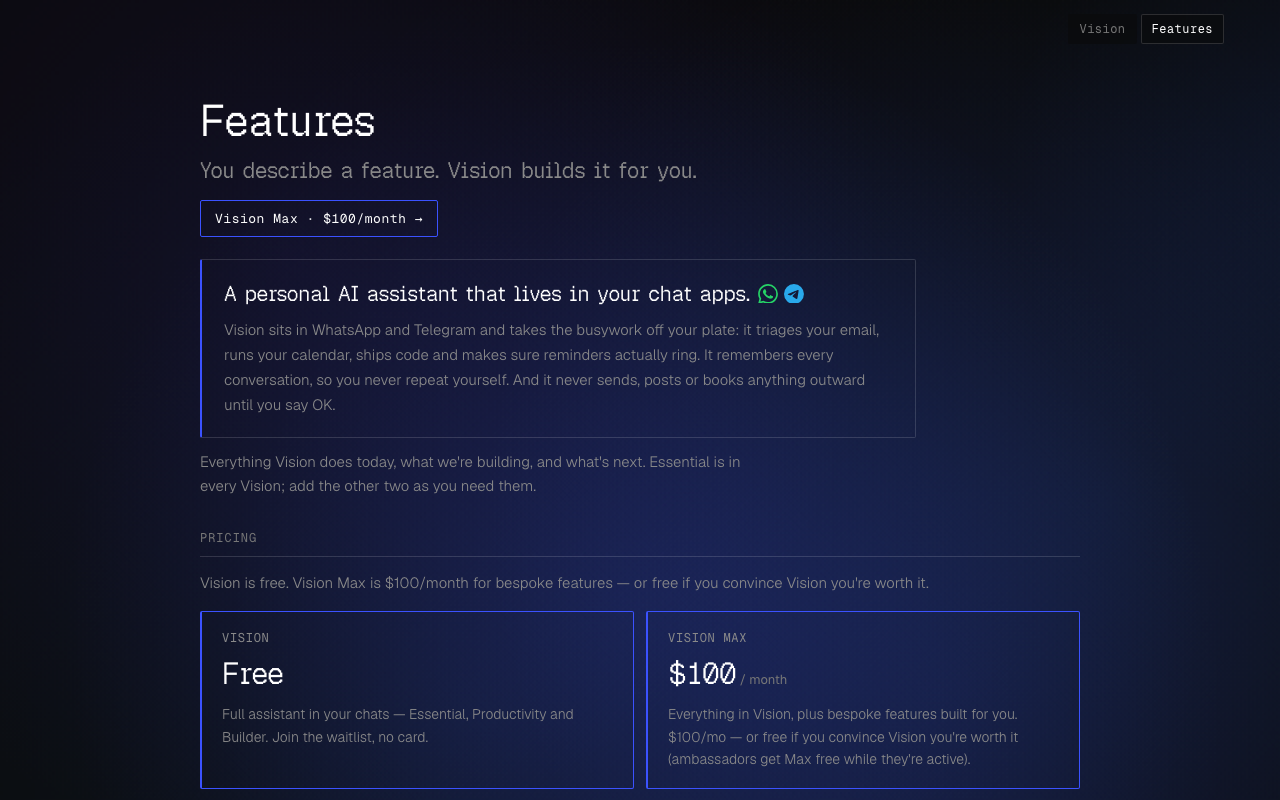 Vision
Features
Features
You describe a feature. Vision builds it for you.
Vision Max · $100/month →
A personal AI assistant that lives in your chat apps.
Vision sits in WhatsApp and Telegram and takes the busywork off your plate: it triages your email,
runs your calendar, ships code and makes sure reminders actually ring. It remembers every
conversation, so you never repeat yourself. And it never sends, posts or books anything outward
until you say OK.
Everything Vision does today, what we're building, and what's next. Essential is in
every Vision; add the other two as you need them.
PRICING
Vision is free. Vision Max is $100/month for bespoke features — or free if you convince Vision you're worth it.
VISION
Free
Full assistant in your chats — Essential, Productivity and
Builder. Join the waitlist, no card.
VISION MAX
$100 / month
Everything in Vision, plus bespoke features built for you.
$100/mo — or free if you convince Vision you're worth it
(ambassadors get Max free while they're active).